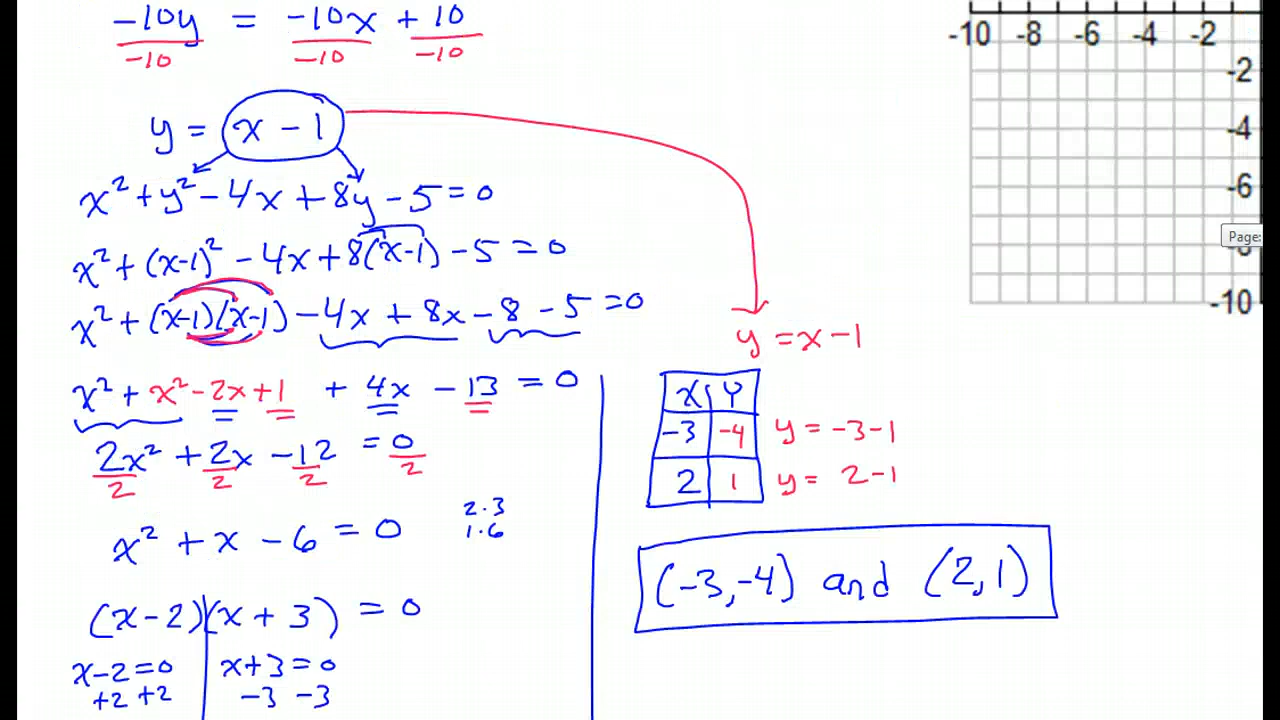 -10y = -10x + 10
-10 -10 -10
y = x - 1
x² + y² - 4x + 8y - 5 = 0
x² + (x-1)² - 4x + 8(x-1) - 5 = 0
x² + (x-1)(x-1) - 4x + 8x - 8 - 5 = 0
x² + x² - 2x + 1 + 4x - 13 = 0
2x² + 2x - 12 = 0
2 2 2 2
x² + x - 6 = 0
2·3
1·6
(x-2)(x+3) = 0
x-2=0 x+3=0
+2 +2 -3 -3
y = x - 1
X Y
-3 -4 y = -3-1
2 1 y = 2-1
(-3,-4) and (2,1)
-10 -8 -6 -4 -2
-2
-4
-6
Page:
-10